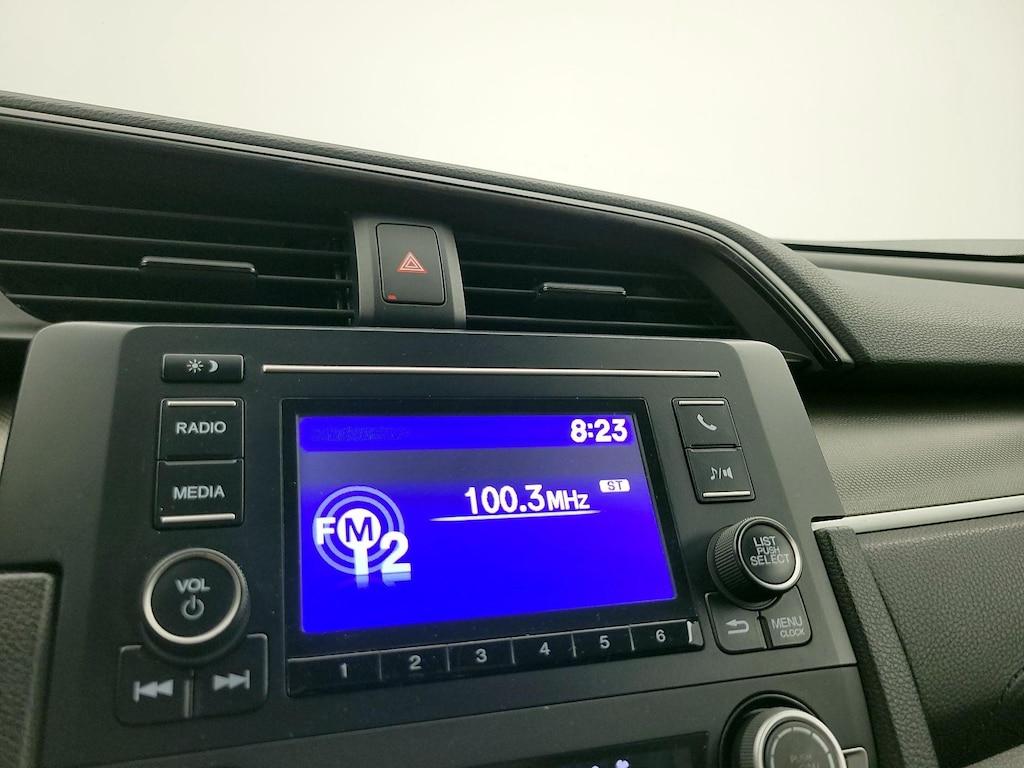 RADIO
MEDIA
VOL
8:23
100.3MHz
ST
FM
2
1 2 3 4 5 6
LIST
PUSH
SELECT
MENU
CLOCK